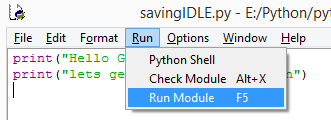 savingIDLE.py - E:/Python/pyt
File Edit Format Run Options Window Help
print("Hello G
print("lets ge n")
Python Shell
Check Module Alt+X
Run Module F5